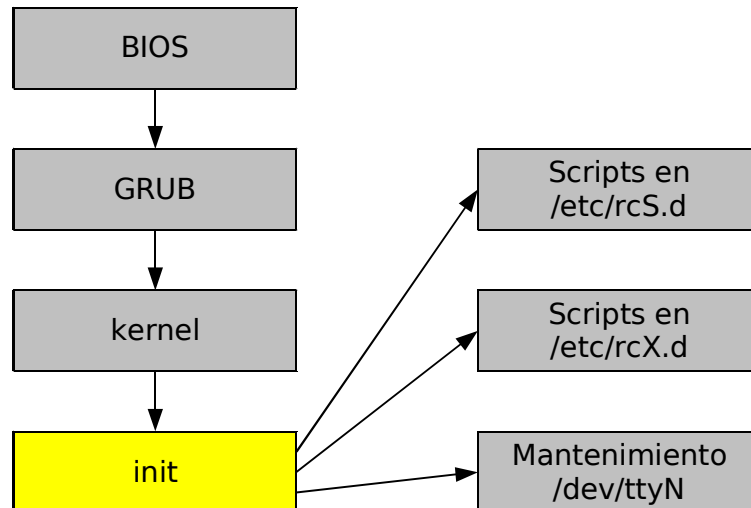 BIOS
GRUB
Scripts en
/etc/rcS.d
kernel
Scripts en
/etc/rcX.d
init
Mantenimiento
/dev/ttyN